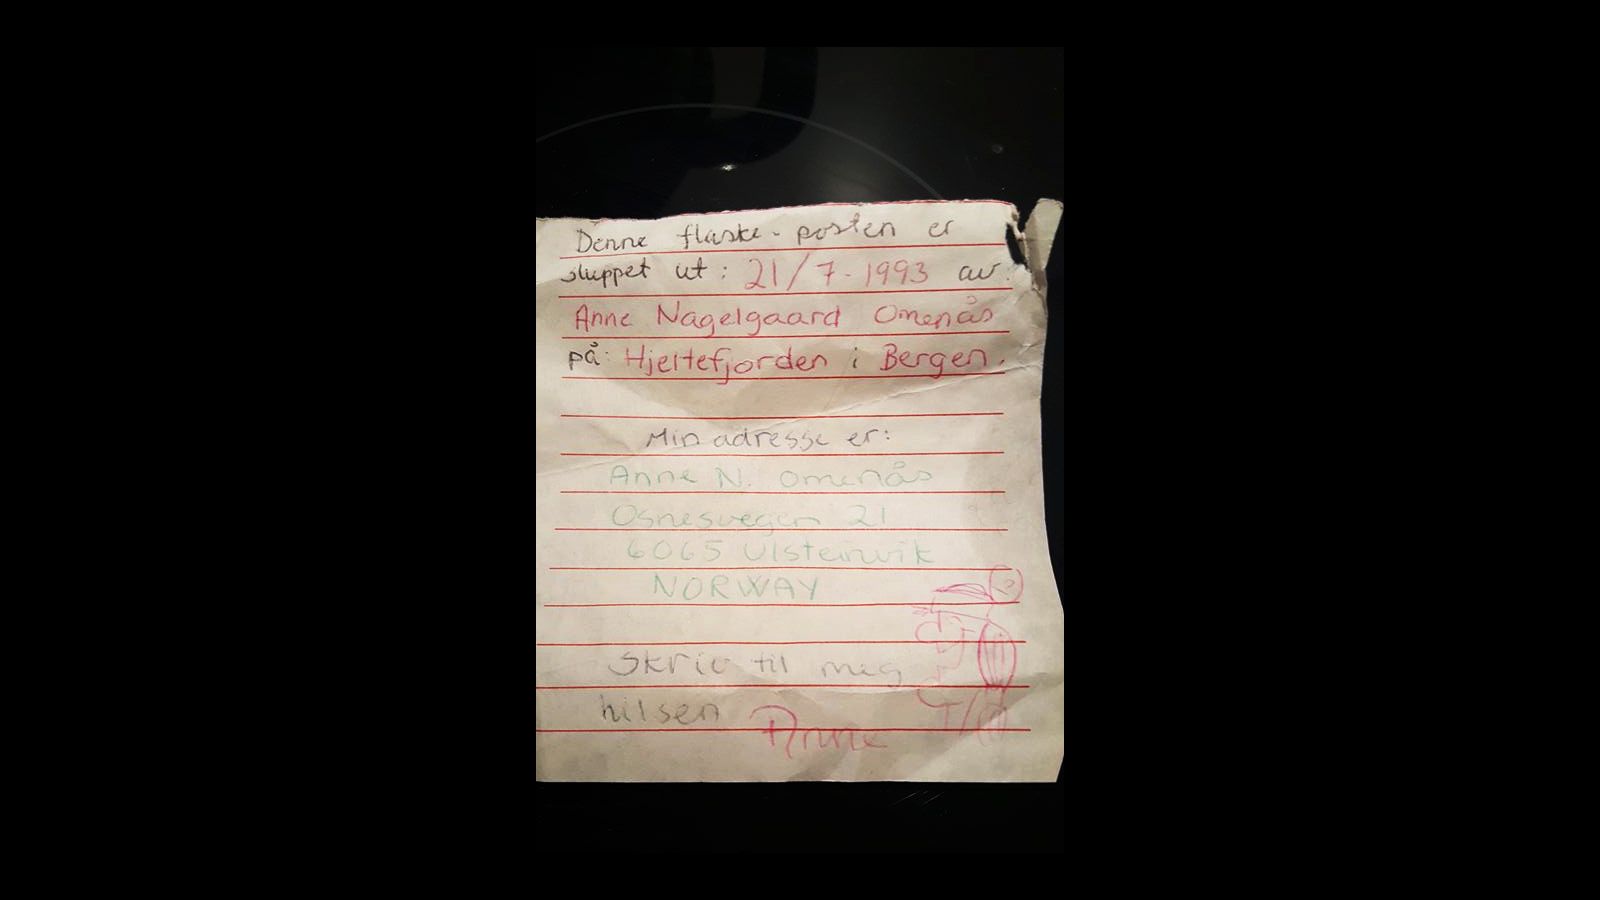 Denne flaske-posten er
sluppet ut: 21/7-1993 av:
Anne Nagelgaard Omenås
på: Hjeltefjorden i Bergen.
Min adresse er:
Anne N. Omenås
Osnesvegen 21
6065 Ulsteinvik
NORWAY
Skriv til meg
hilsen Anne